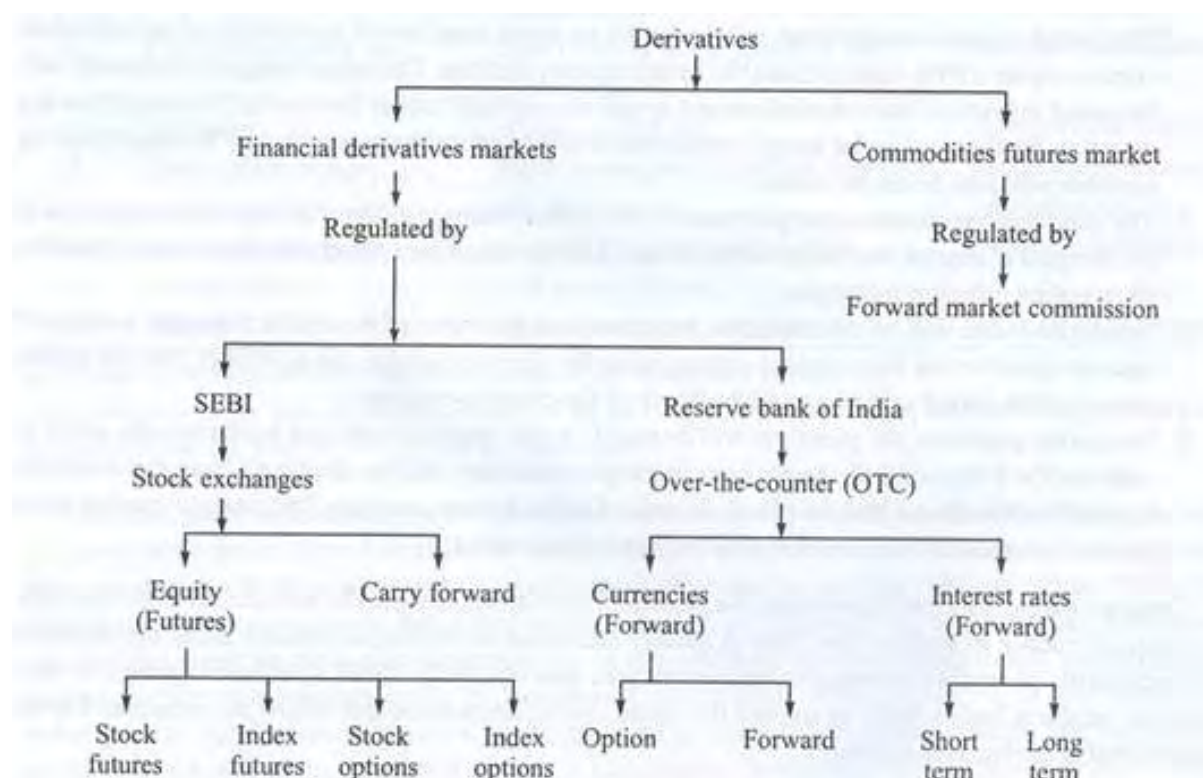 Derivatives
Financial derivatives markets
Commodities futures market
Regulated by
Regulated by
Forward market commission
SEBI
Reserve bank of India
Stock exchanges
Over-the-counter (OTC)
Equity
(Futures)
Carry forward
Currencies
(Forward)
Interest rates
(Forward)
Stock
futures
Index
futures
Stock
options
Index
options
Option
Forward
Short
term
Long
term